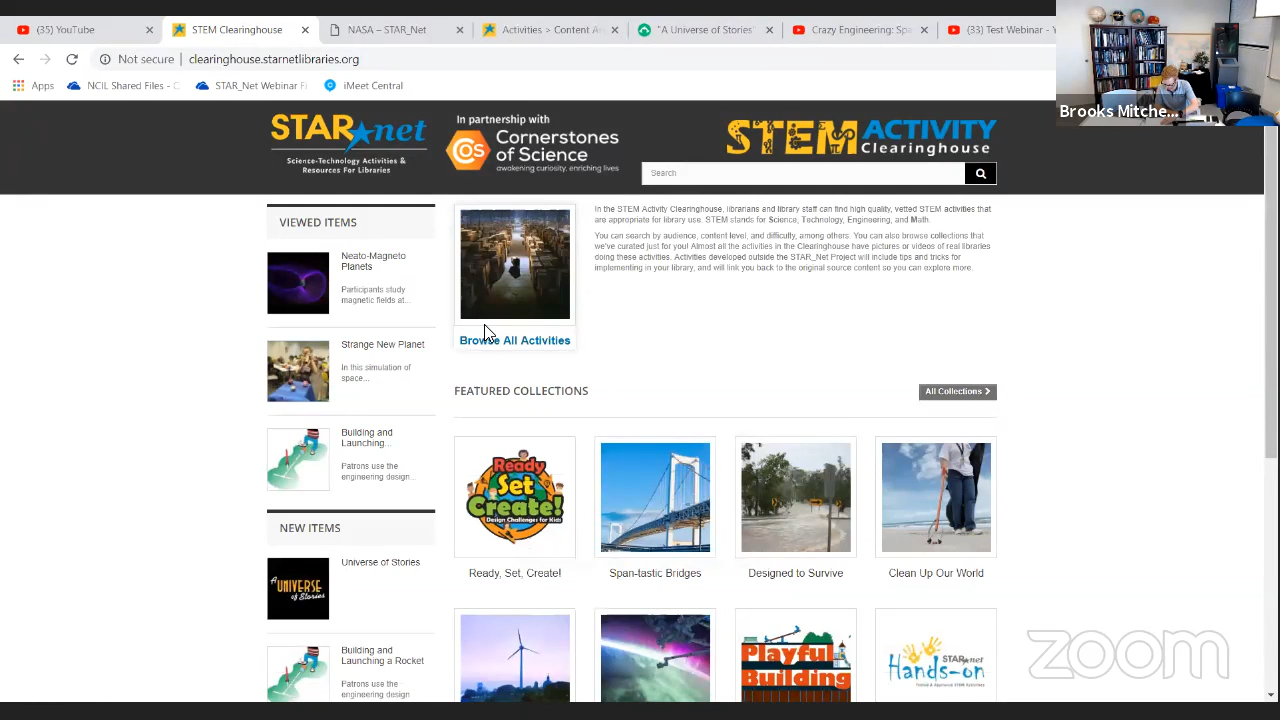 (35) YouTube
STEM Clearinghouse
NASA – STAR_NE
Activities > Content A
"A Universe of Stories"
Crazy Engineering: Spa
(33) Test Webinar - Y
Not secure | clearinghouse.starnetlibraries.org
Apps
NCIL Shared Files - C
STAR_Net Webinar Fi
iMeet Central
Brooks Mitche...
STAR net
Science-Technology Activities &
Resources For Libraries
In partnership with
COS
Cornerstones
of Science
awakening curiosity, enriching lives
STEM ACTIVITY
Clearinghouse
Search
VIEWED ITEMS
Neato-Magneto
Planets
Participants study
magnetic fields at...
Strange New Planet
In this simulation of
space...
Building and
Launching...
Patrons use the
engineering design...
NEW ITEMS
A UNIVERSE
of Stories
Universe of Stories
Building and
Launching a Rocket
Patrons use the
engineering design
Browse All Activities
In the STEM Activity Clearinghouse, librarians and library staff can find high quality, vetted STEM activities that
are appropriate for library use. STEM stands for Science, Technology, Engineering, and Math.
You can search by audience, content level, and difficulty, among others. You can also browse collections that
we've curated just for you! Almost all the activities in the Clearinghouse have pictures or videos of real libraries
doing these activities. Activities developed outside the STAR_Net Project will include tips and tricks for
implementing in your library, and will link you back to the original source content so you can explore more.
FEATURED COLLECTIONS
All Collections
Ready
Set
Create!
Design Challenges for Kids
Ready, Set, Create!
Span-tastic Bridges
Designed to Survive
Clean Up Our World
Playful
Building
STAR net
Hands-on
zoom